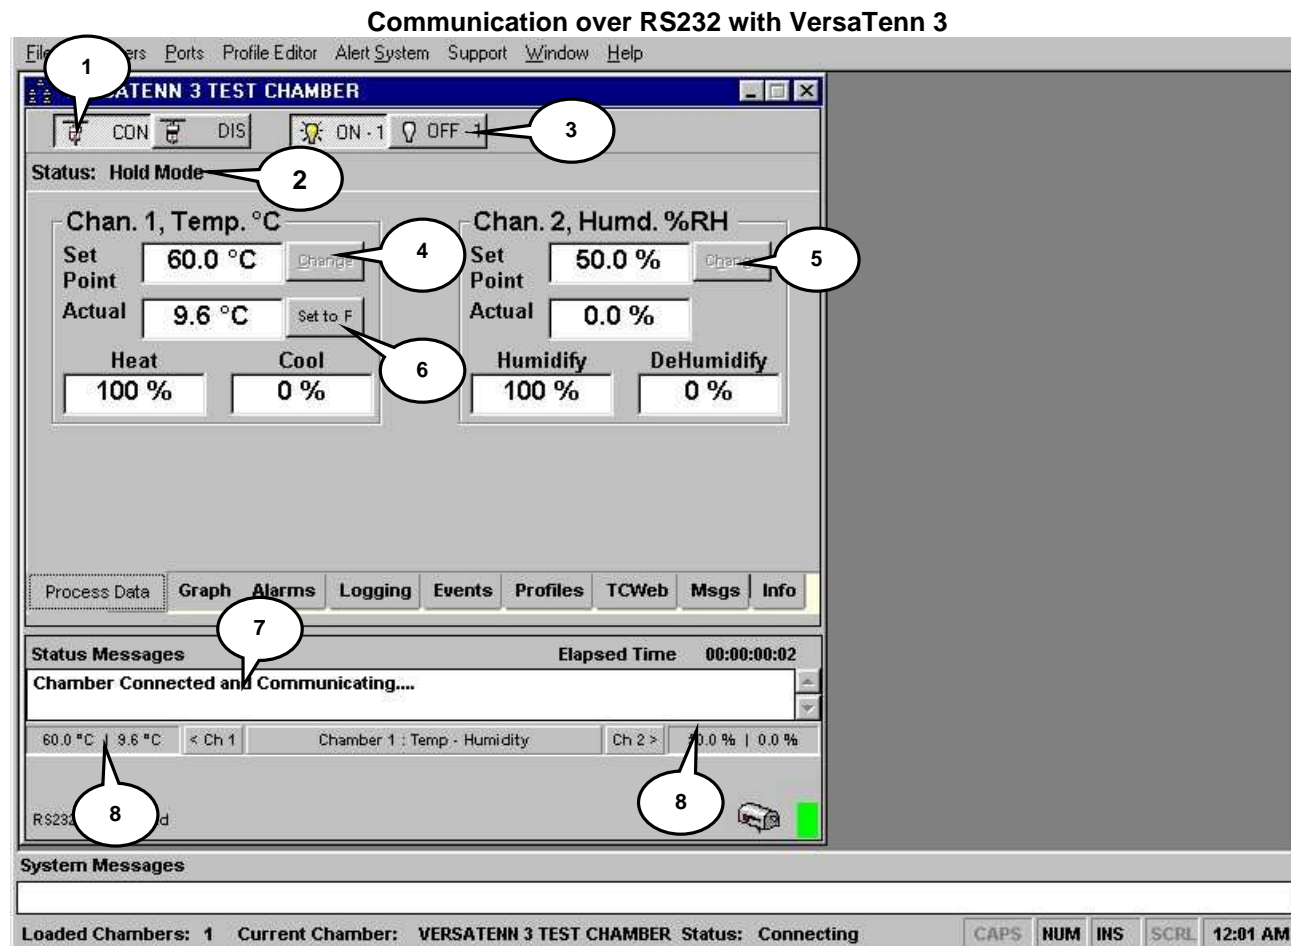 Communication over RS232 with VersaTenn 3
Ports Profile Editor Alert System Support Window Help
1
3 TEST CHAMBER
CON DIS ON - 1 OFF - 1
3
Status: Hold Mode
2
Chan. 1, Temp. °C
Set Point 60.0 °C Change
4
Actual 9.6 °C Set to F
6
Heat Cool
100 % 0 %
Chan. 2, Humd. %RH
Set Point 50.0 %
5
Actual 0.0 %
Humidify DeHumidify
100 % 0 %
Process Data Graph Alarms Logging Events Profiles TCWeb Msgs Info
7
Status Messages Elapsed Time 00:00:00:02
Chamber Connected and Communicating....
60.0 °C | 9.6 °C < Ch 1 Chamber 1 : Temp - Humidity Ch 2 > | 0.0 %
8 8
System Messages
Loaded Chambers: 1 Current Chamber: VERSATENN 3 TEST CHAMBER Status: Connecting CAPS NUM INS SCRL 12:01 AM